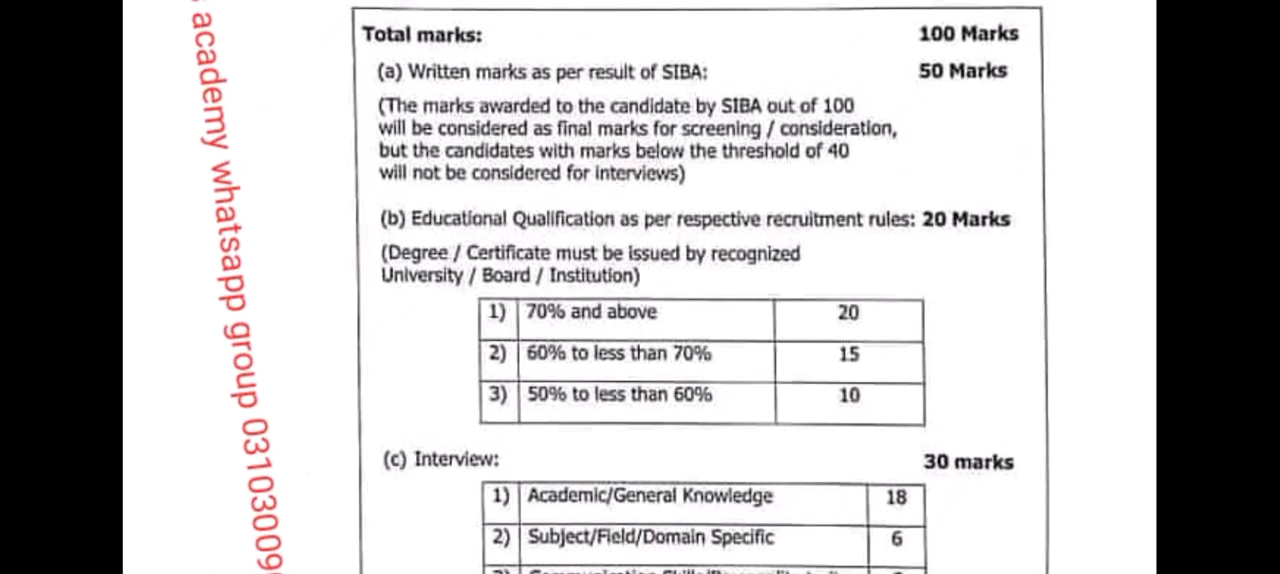 academy whatsapp group 03103009
Total marks: 100 Marks
(a) Written marks as per result of SIBA: 50 Marks
(The marks awarded to the candidate by SIBA out of 100
will be considered as final marks for screening / consideration,
but the candidates with marks below the threshold of 40
will not be considered for interviews)
(b) Educational Qualification as per respective recruitment rules: 20 Marks
(Degree / Certificate must be issued by recognized
University / Board / Institution)
1) 70% and above 20
2) 60% to less than 70% 15
3) 50% to less than 60% 10
(c) Interview: 30 marks
1) Academic/General Knowledge 18
2) Subject/Field/Domain Specific 6